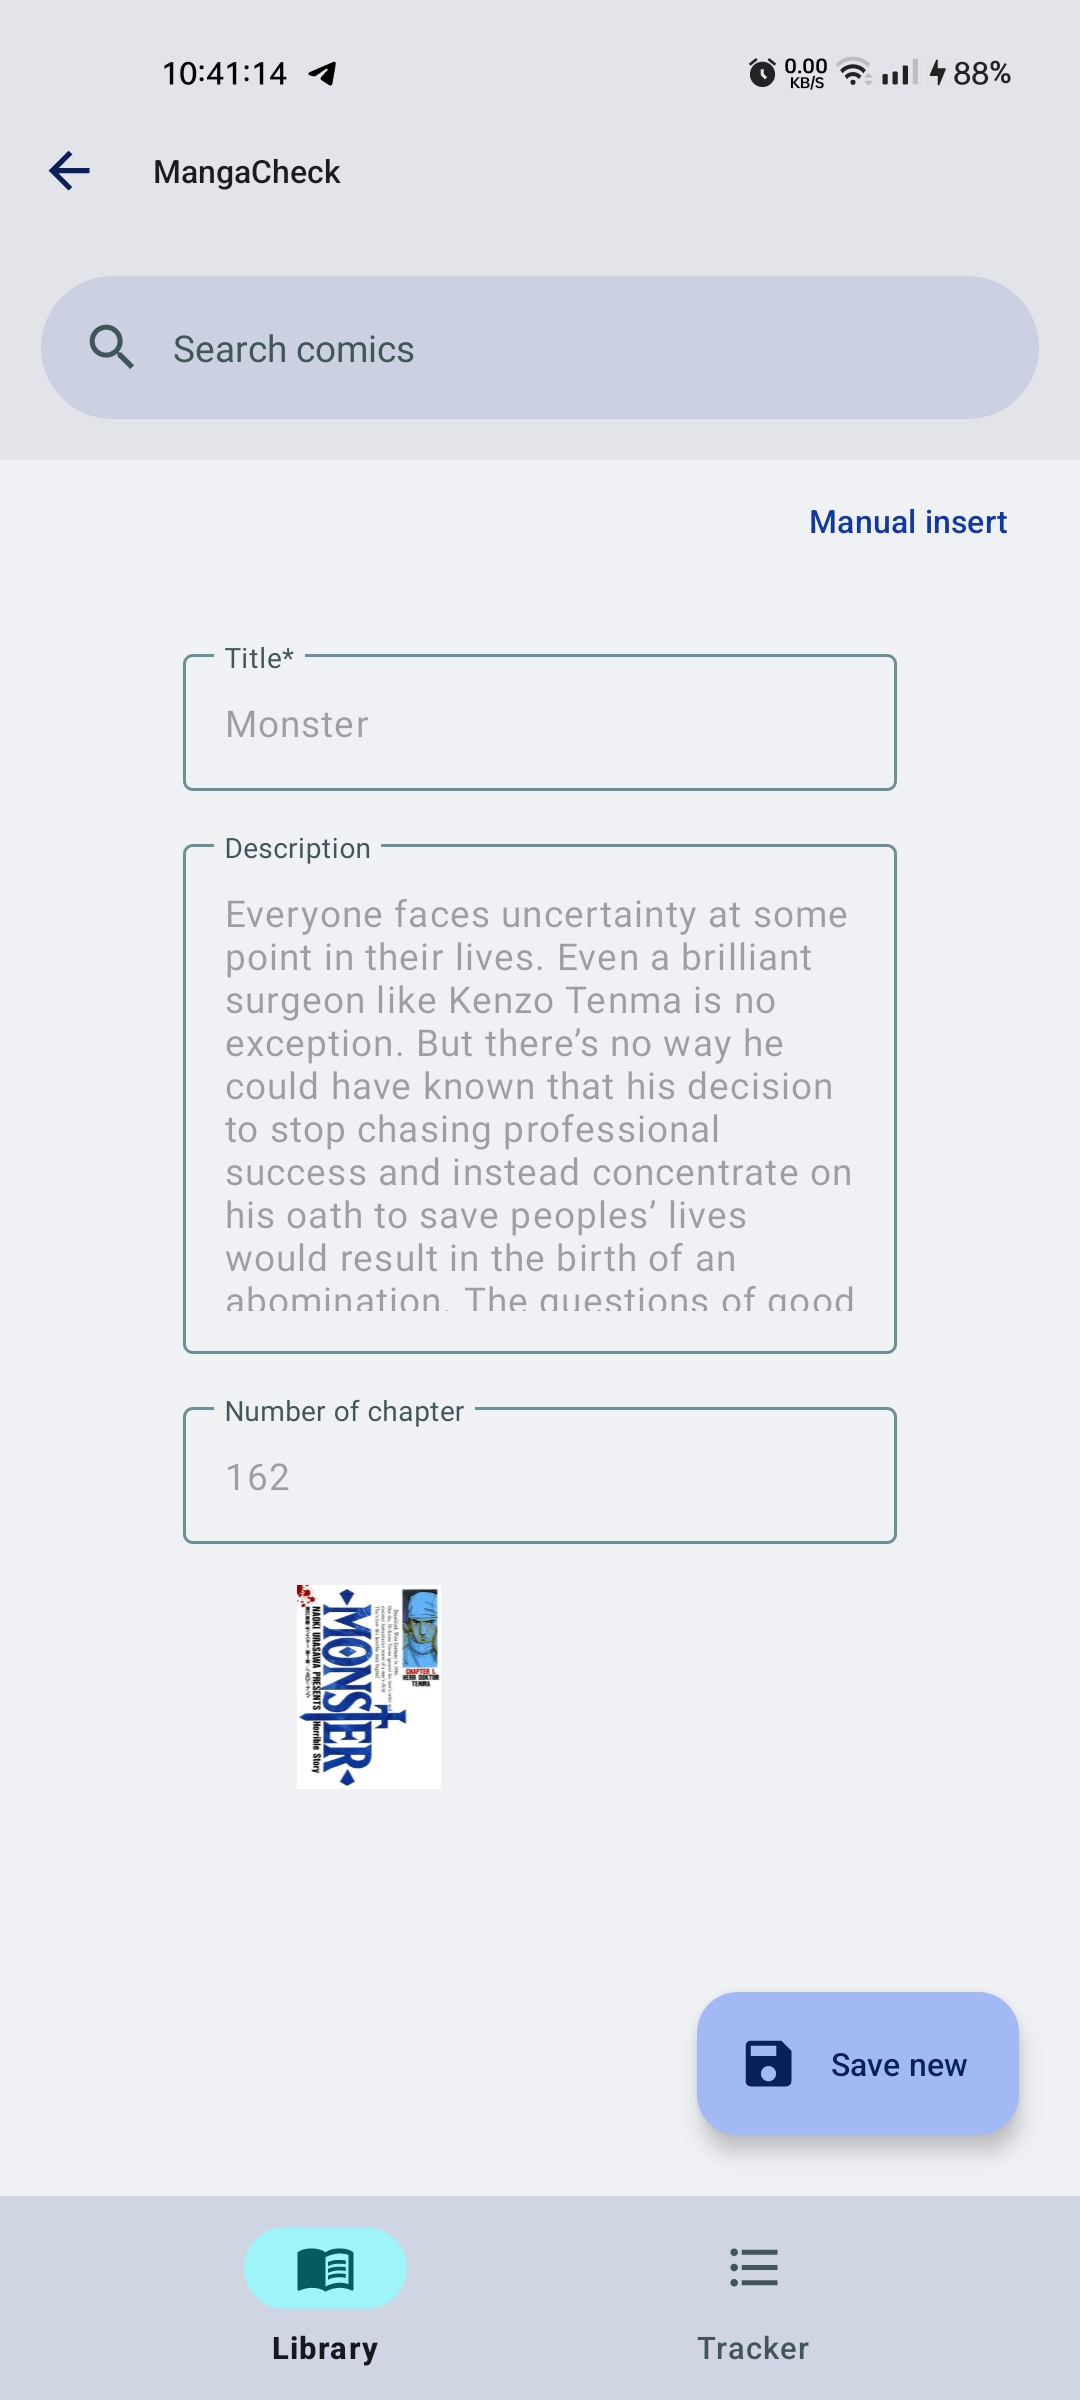 10:41:14
0.00
KB/S
88%
MangaCheck
Search comics
Manual insert
Title*
Monster
Description
Everyone faces uncertainty at some
point in their lives. Even a brilliant
surgeon like Kenzo Tenma is no
exception. But there’s no way he
could have known that his decision
to stop chasing professional
success and instead concentrate on
his oath to save peoples’ lives
would result in the birth of an
abomination. The questions of good
Number of chapter
162
CHAPTER 1.
HERR DOKTOR
TENMA
MONSTER
NAOKI URASAWA PRESENTS
Horrible Story
Save new
Library
Tracker